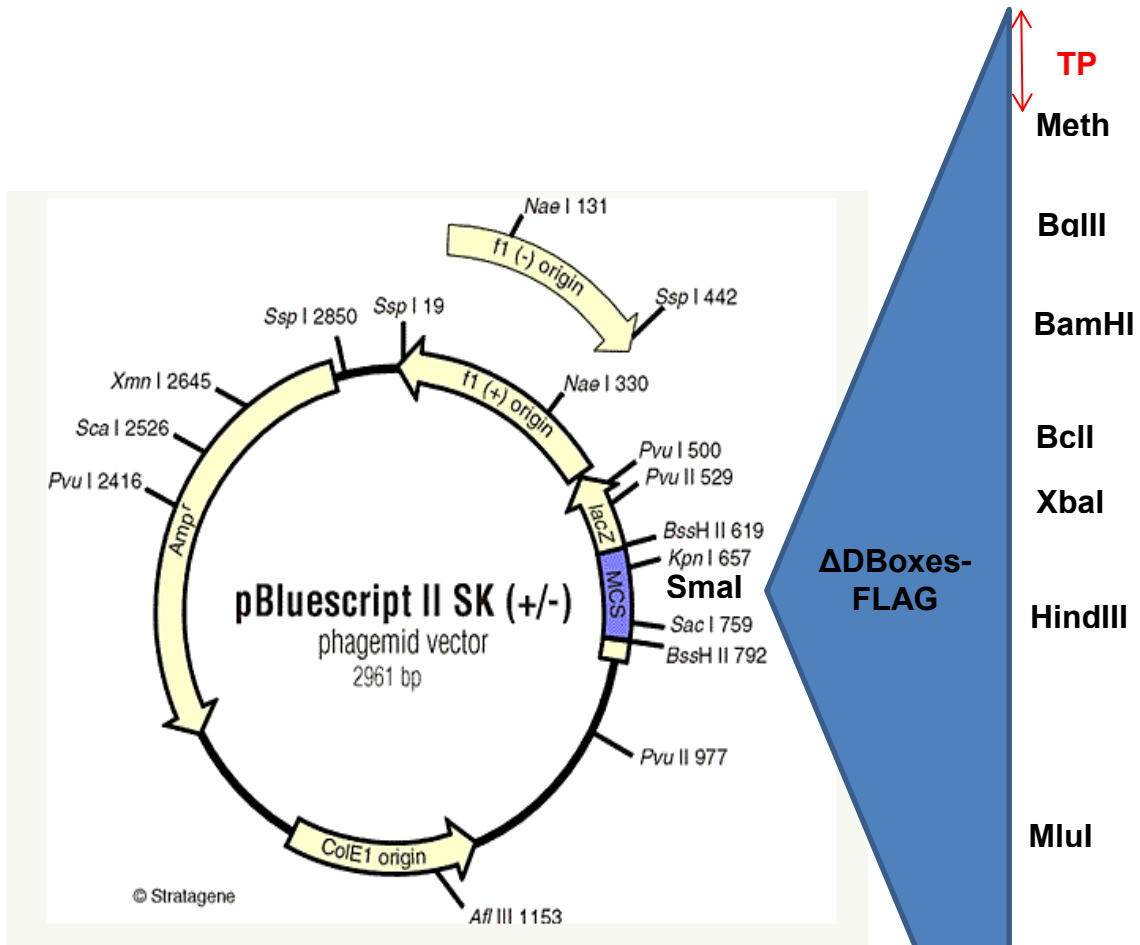 TP
Meth
BglII
BamHI
BclI
XbaI
HindIII
MluI
ΔDBoxes-
FLAG
SmaI
Nae I 131
f1 (-) origin
Ssp I 442
Ssp I 19
Ssp I 2850
f1 (+) origin
Nae I 330
Xmn I 2645
Sca I 2526
Pvu I 2416
Ampr
Pvu I 500
Pvu II 529
lacZ
BssH II 619
Kpn I 657
MCS
Sac I 759
BssH II 792
pBluescript II SK (+/-)
phagemid vector
2961 bp
Pvu II 977
ColE1 origin
Afl III 1153
© Stratagene